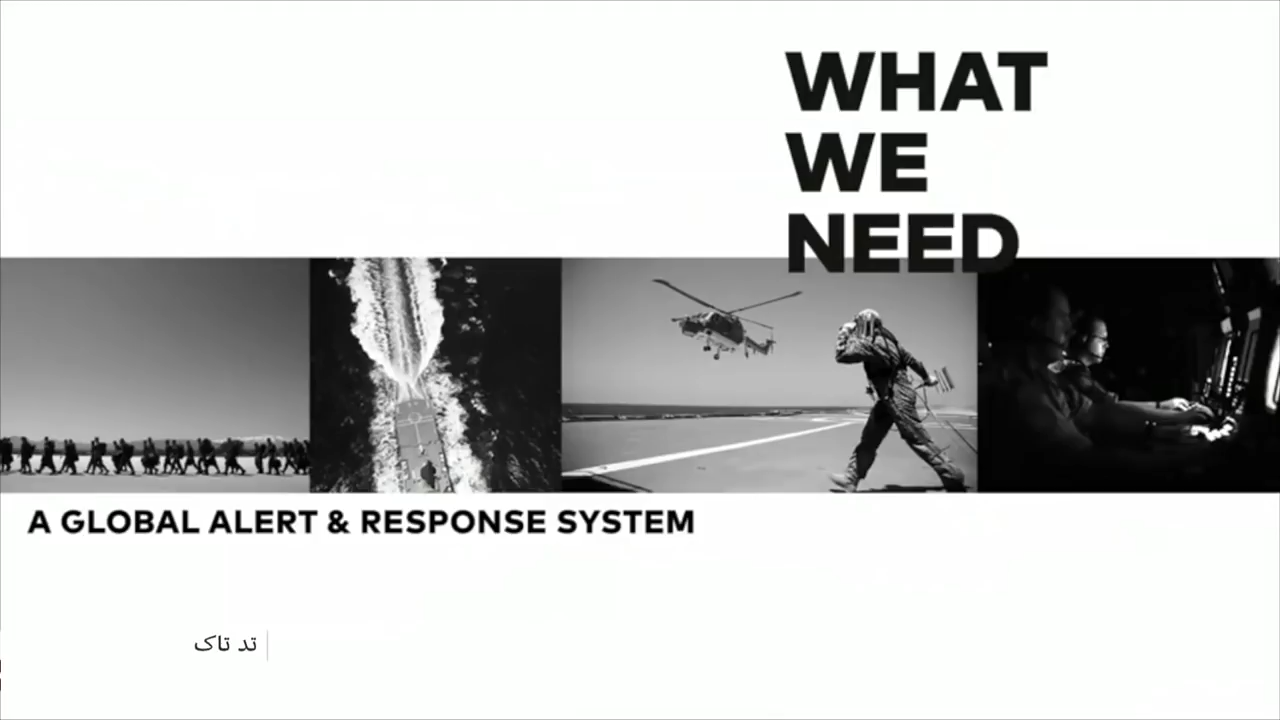 WHAT
WE
NEED
A GLOBAL ALERT & RESPONSE SYSTEM
تد تاک